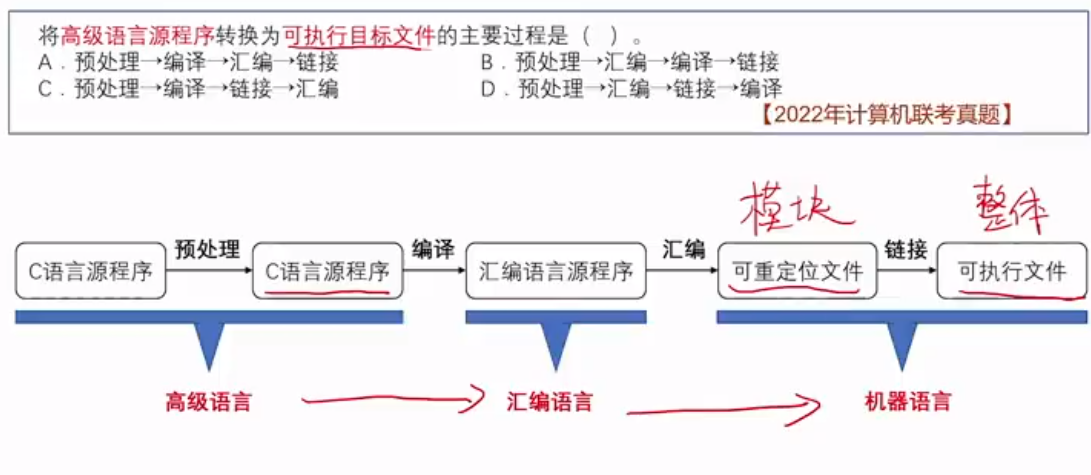 将高级语言源程序转换为可执行目标文件的主要过程是（ ）。
A．预处理→编译→汇编→链接 B．预处理→汇编→编译→链接
C．预处理→编译→链接→汇编 D．预处理→汇编→链接→编译
【2022年计算机联考真题】
模块 整体
预处理 编译 汇编 链接
C语言源程序 C语言源程序 汇编语言源程序 可重定位文件 可执行文件
高级语言 汇编语言 机器语言